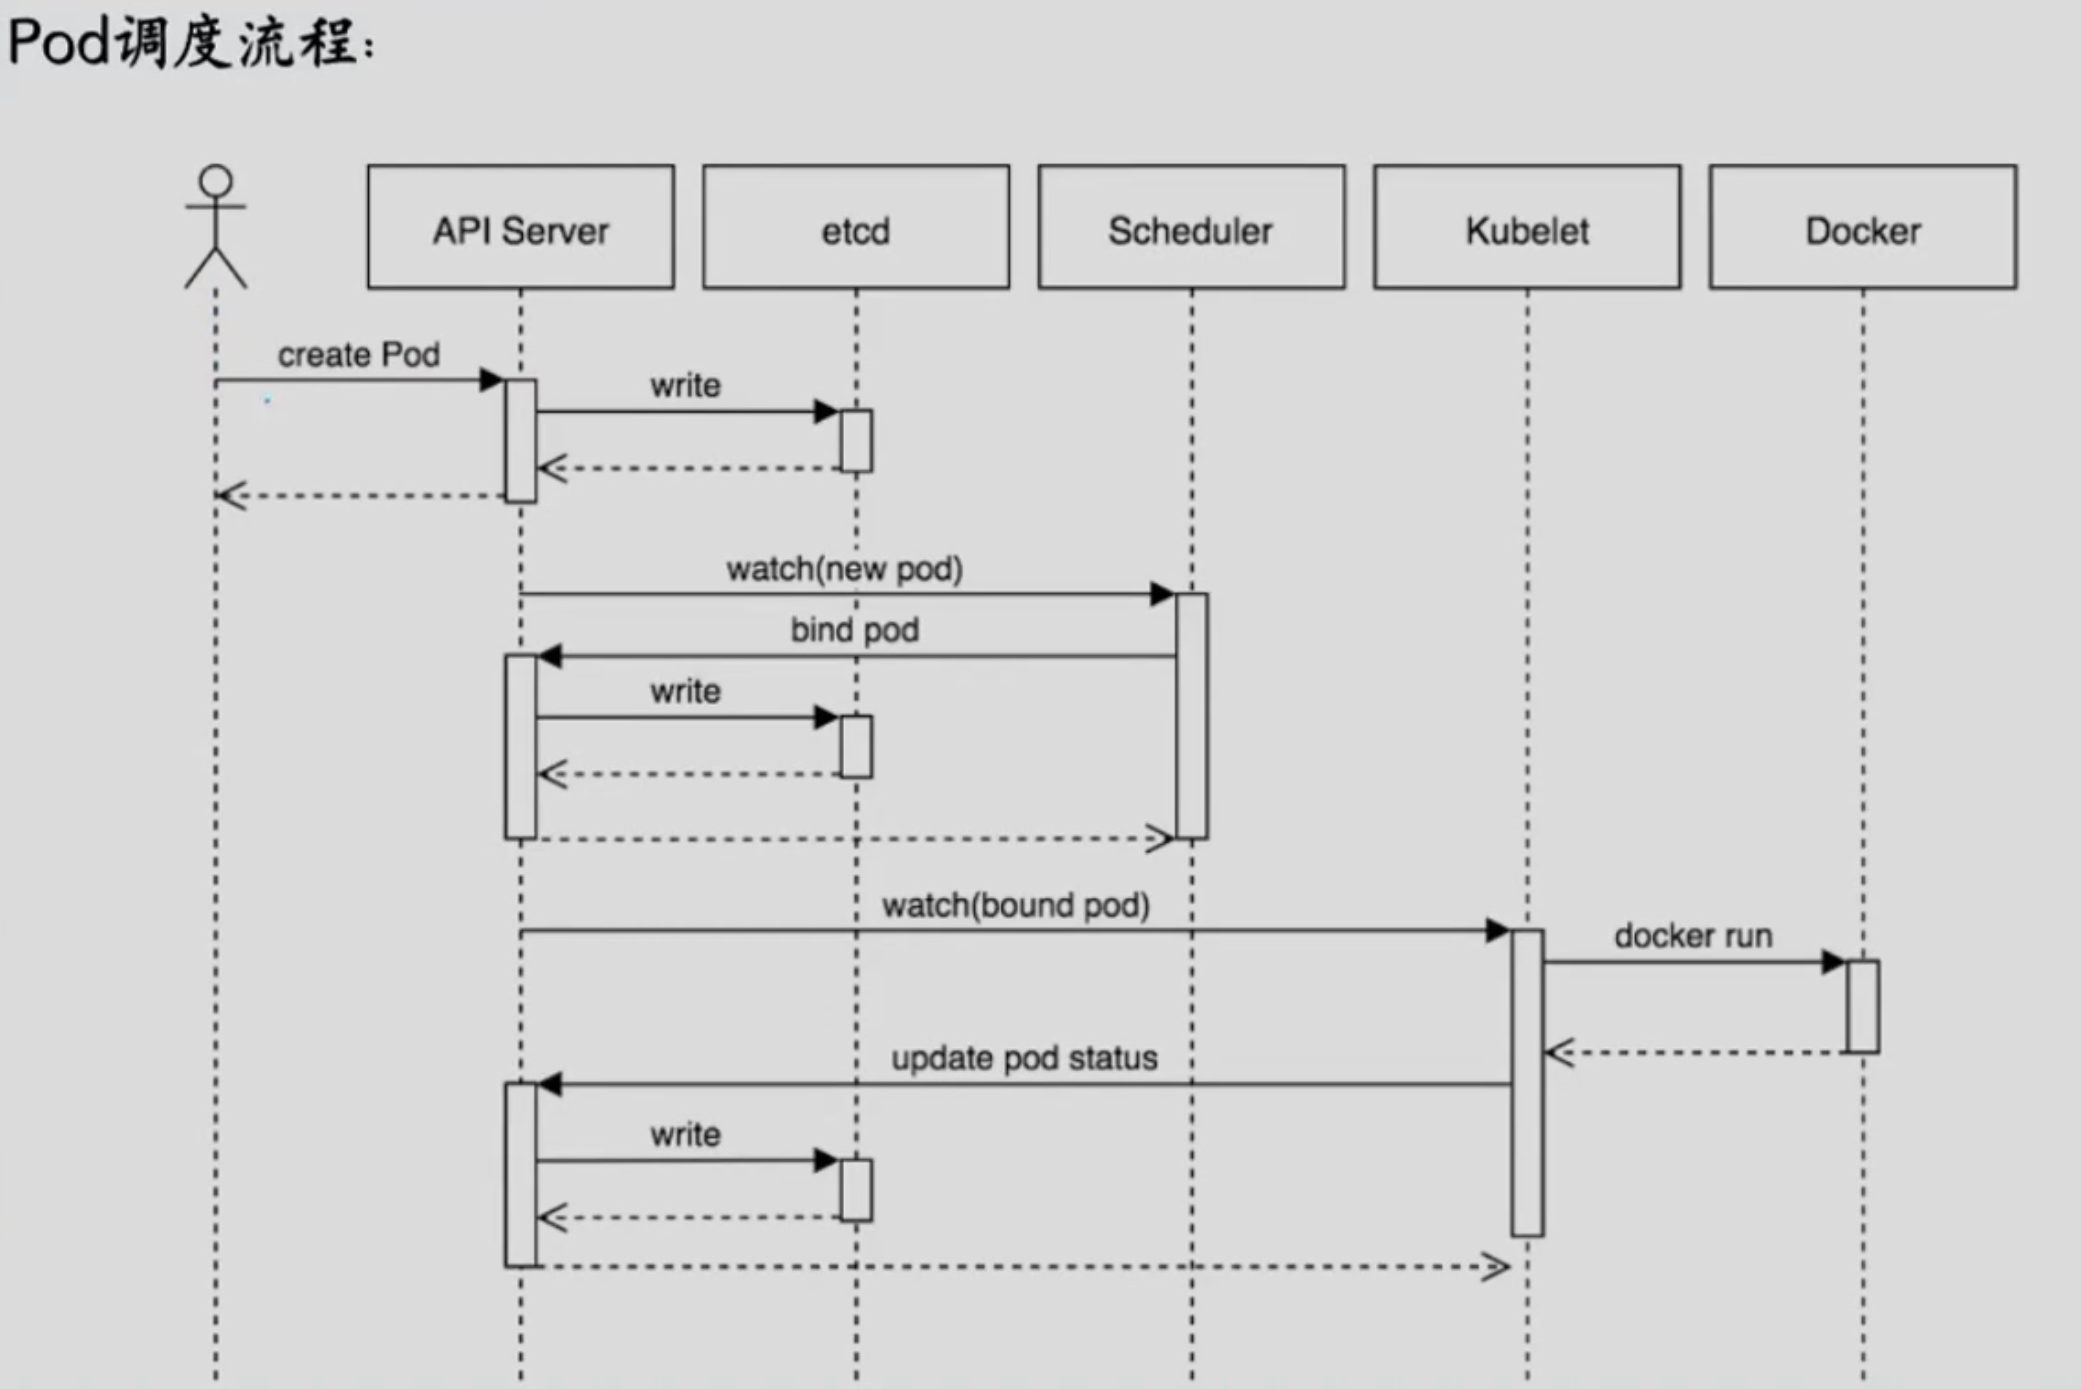 Pod调度流程:
API Server
etcd
Scheduler
Kubelet
Docker
create Pod
write
watch(new pod)
bind pod
write
watch(bound pod)
docker run
update pod status
write